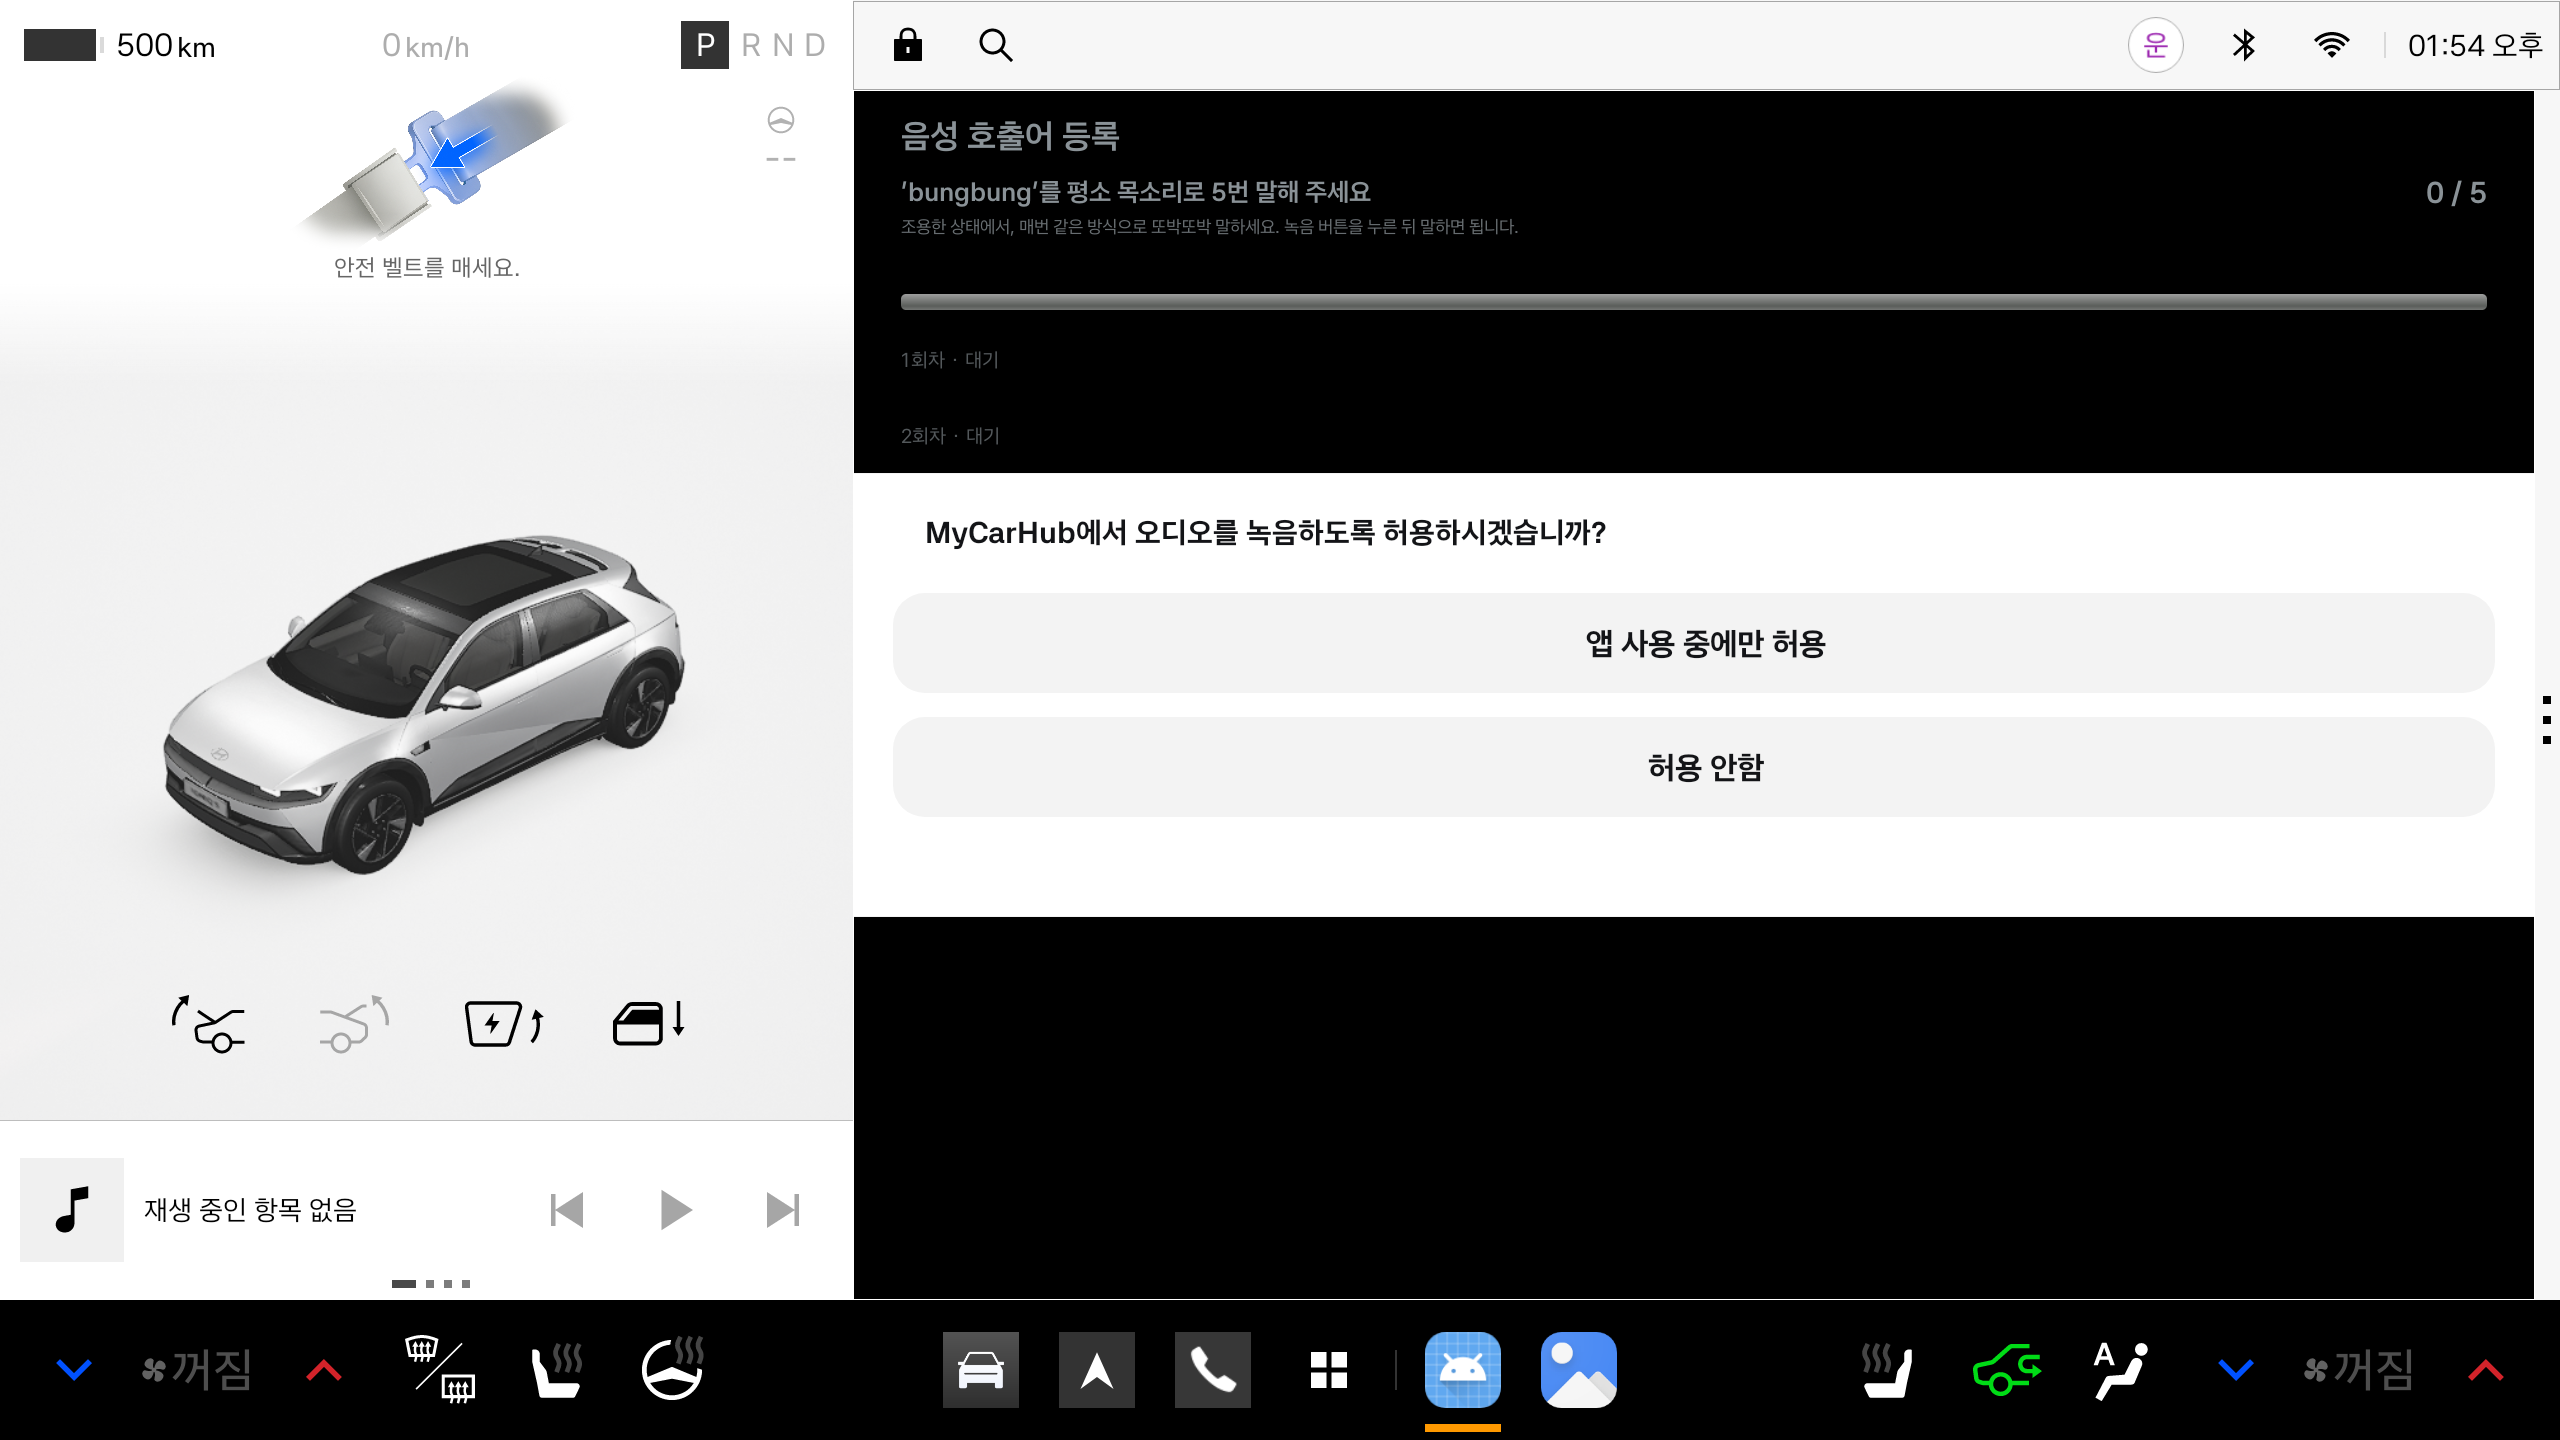 500 km
0 km/h
P R N D
운
01:54 오후
안전 벨트를 매세요.
음성 호출어 등록
‘bungbung’를 평소 목소리로 5번 말해 주세요
0 / 5
조용한 상태에서, 매번 같은 방식으로 또박또박 말하세요. 녹음 버튼을 누른 뒤 말하면 됩니다.
1회차 · 대기
2회차 · 대기
MyCarHub에서 오디오를 녹음하도록 허용하시겠습니까?
앱 사용 중에만 허용
허용 안함
재생 중인 항목 없음
꺼짐
A
꺼짐